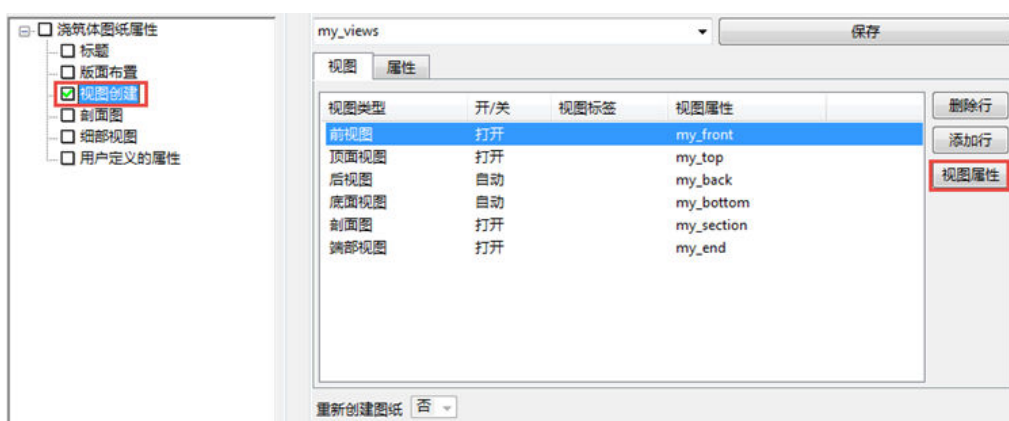 浇筑体图纸属性
标题
版面布置
视图创建
剖面图
细部视图
用户定义的属性
my_views
保存
视图 属性
视图类型 开/关 视图标签 视图属性
前视图 打开 my_front
顶面视图 打开 my_top
后视图 自动 my_back
底面视图 自动 my_bottom
剖面图 打开 my_section
端部视图 打开 my_end
删除行
添加行
视图属性
重新创建图纸 否